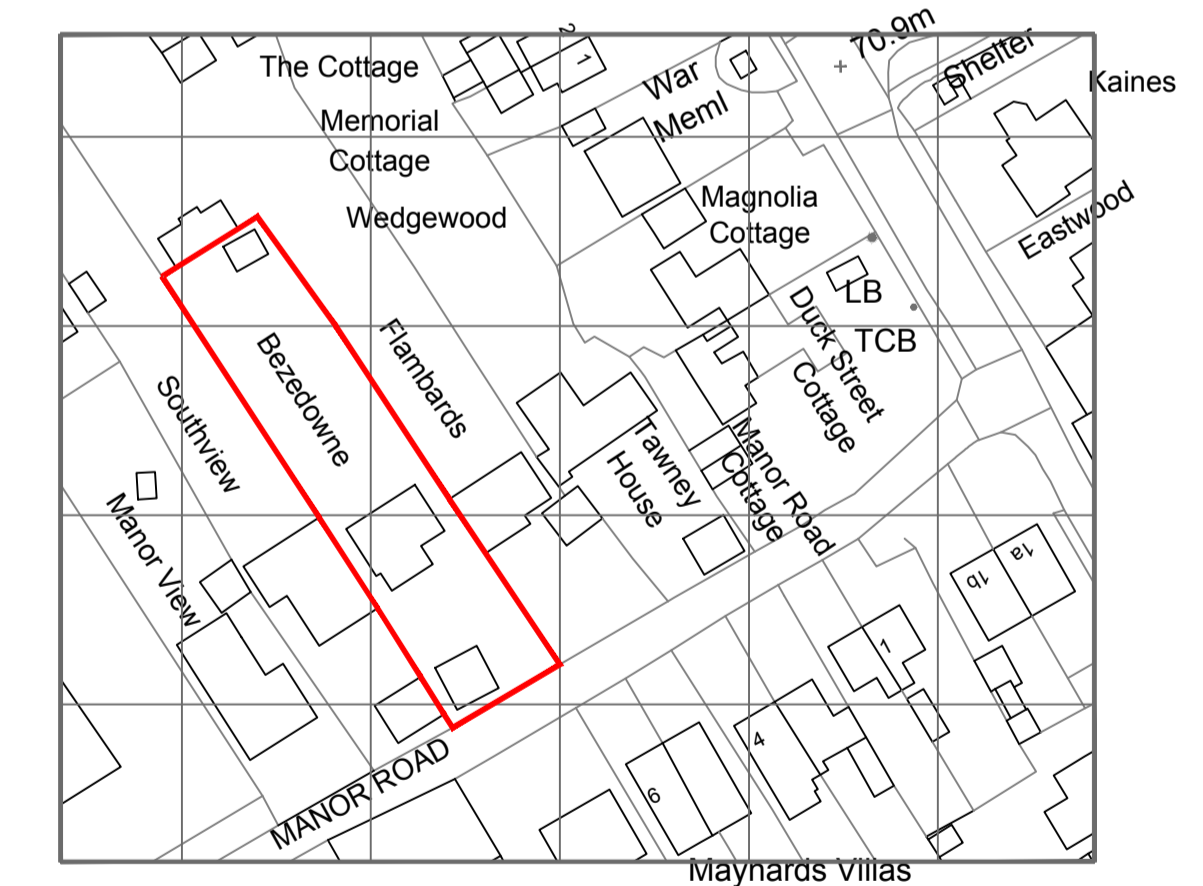 2
1
70.9m
The Cottage
War
Meml
Shelter
Kaines
Memorial
Cottage
Wedgewood
Magnolia
Cottage
Eastwood
LB
TCB
Duck Street
Cottage
Bezedowne
Flambards
Southview
Tawney
House
Manor Road
Cottage
Manor View
1b
1a
1
4
6
MANOR ROAD
Maynards Villas